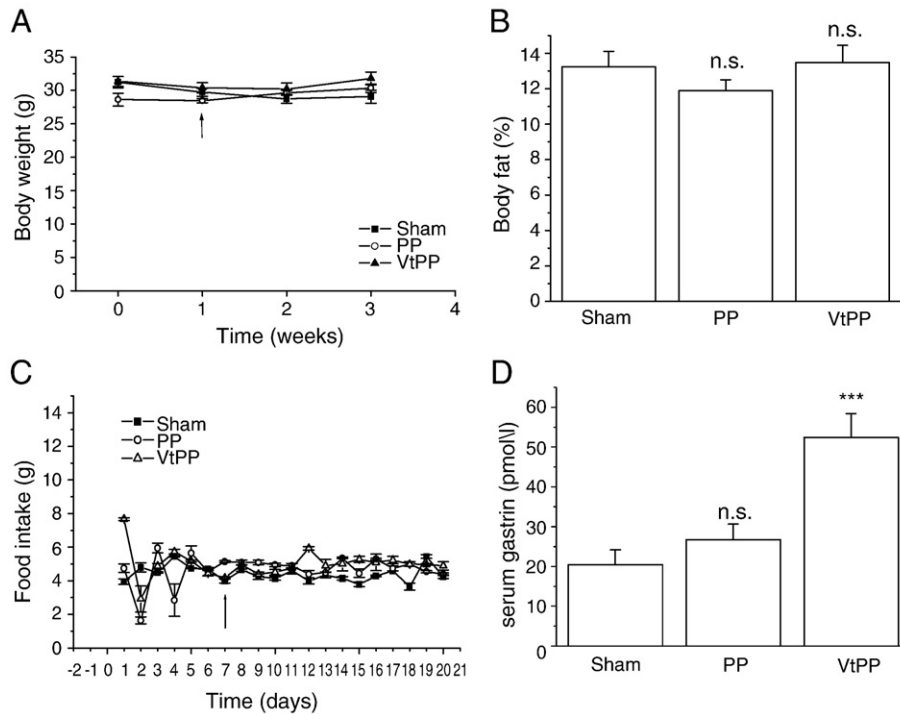 A
Body weight (g)
35
30
25
20
15
10
5
0
0 1 2 3 4
Time (weeks)
Sham
PP
VtPP
B
Body fat (%)
14
12
10
8
6
4
2
0
n.s.
n.s.
Sham PP VtPP
C
Food intake (g)
14
12
10
8
6
4
2
0
Sham
PP
VtPP
-2 -1 0 1 2 3 4 5 6 7 8 9 10 11 12 13 14 15 16 17 18 19 20 21
Time (days)
D
serum gastrin (pmol\l)
60
50
40
30
20
10
0
n.s.
***
Sham PP VtPP